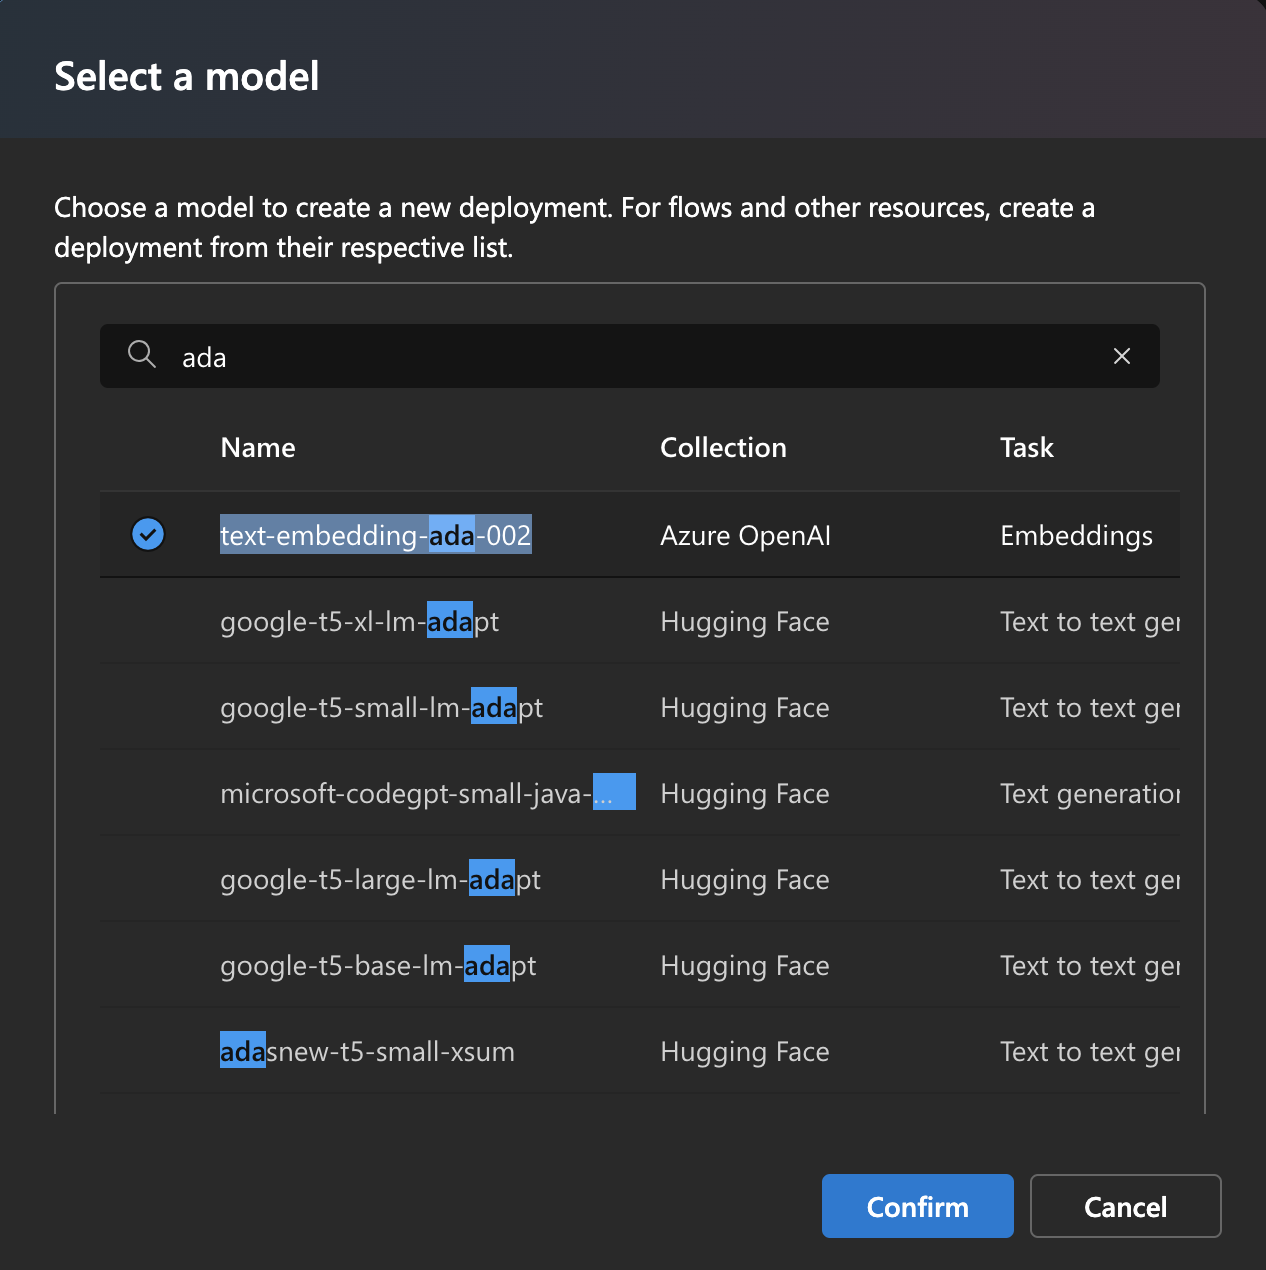 Select a model
Choose a model to create a new deployment. For flows and other resources, create a
deployment from their respective list.
ada
Name Collection Task
text-embedding-ada-002 Azure OpenAI Embeddings
google-t5-xl-lm-adapt Hugging Face Text to text ger
google-t5-small-lm-adapt Hugging Face Text to text ger
microsoft-codegpt-small-java-... Hugging Face Text generation
google-t5-large-lm-adapt Hugging Face Text to text ger
google-t5-base-lm-adapt Hugging Face Text to text ger
adasnew-t5-small-xsum Hugging Face Text to text ger
Confirm Cancel